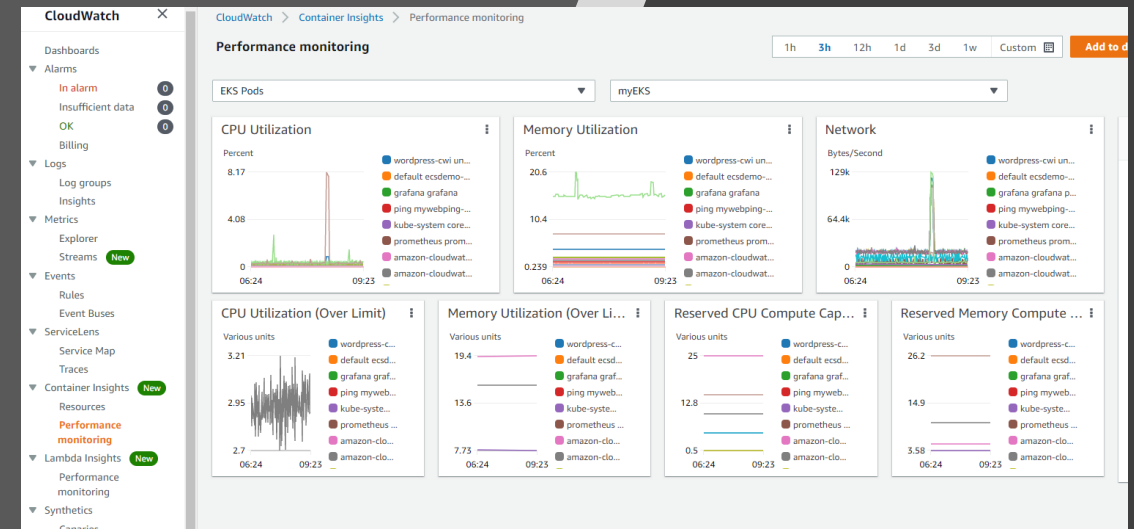 CloudWatch
Dashboards
Alarms
In alarm 0
Insufficient data 0
OK 0
Billing
Logs
Log groups
Insights
Metrics
Explorer
Streams New
Events
Rules
Event Buses
ServiceLens
Service Map
Traces
Container Insights New
Resources
Performance
monitoring
Lambda Insights New
Performance
monitoring
Synthetics
CloudWatch > Container Insights > Performance monitoring
Performance monitoring
1h 3h 12h 1d 3d 1w Custom Add to d
EKS Pods
myEKS
CPU Utilization
Percent
8.17
4.08
0
06:24 09:23
wordpress-cwi un...
default ecsdemo-...
grafana grafana
ping mywebping-...
kube-system core...
prometheus prom...
amazon-cloudwat...
amazon-cloudwat...
Memory Utilization
Percent
20.6
10.4
0.239
06:24 09:23
wordpress-cwi un...
default ecsdemo-...
grafana grafana
ping mywebping-...
kube-system core...
prometheus prom...
amazon-cloudwat...
amazon-cloudwat...
Network
Bytes/Second
129k
64.4k
0
06:24 09:23
wordpress-cwi un...
default ecsdemo-...
grafana grafana p...
ping mywebping-...
kube-system core...
prometheus prom...
amazon-cloudwat...
amazon-cloudwat...
CPU Utilization (Over Limit)
Various units
3.21
2.95
2.7
06:24 09:23
wordpress-c...
default ecsd...
grafana graf...
ping myweb...
kube-syste...
prometheus ...
amazon-clo...
amazon-clo...
Memory Utilization (Over Li...
Various units
19.4
13.6
7.73
06:24 09:23
wordpress-c...
default ecsd...
grafana graf...
ping myweb...
kube-syste...
prometheus ...
amazon-clo...
amazon-clo...
Reserved CPU Compute Cap...
Various units
25
12.8
0.5
06:24 09:23
wordpress-c...
default ecsd...
grafana graf...
ping myweb...
kube-syste...
prometheus ...
amazon-clo...
amazon-clo...
Reserved Memory Compute ...
Various units
26.2
14.9
3.58
06:24 09:23
wordpress-c...
default ecsd...
grafana graf...
ping myweb...
kube-syste...
prometheus ...
amazon-clo...
amazon-clo...